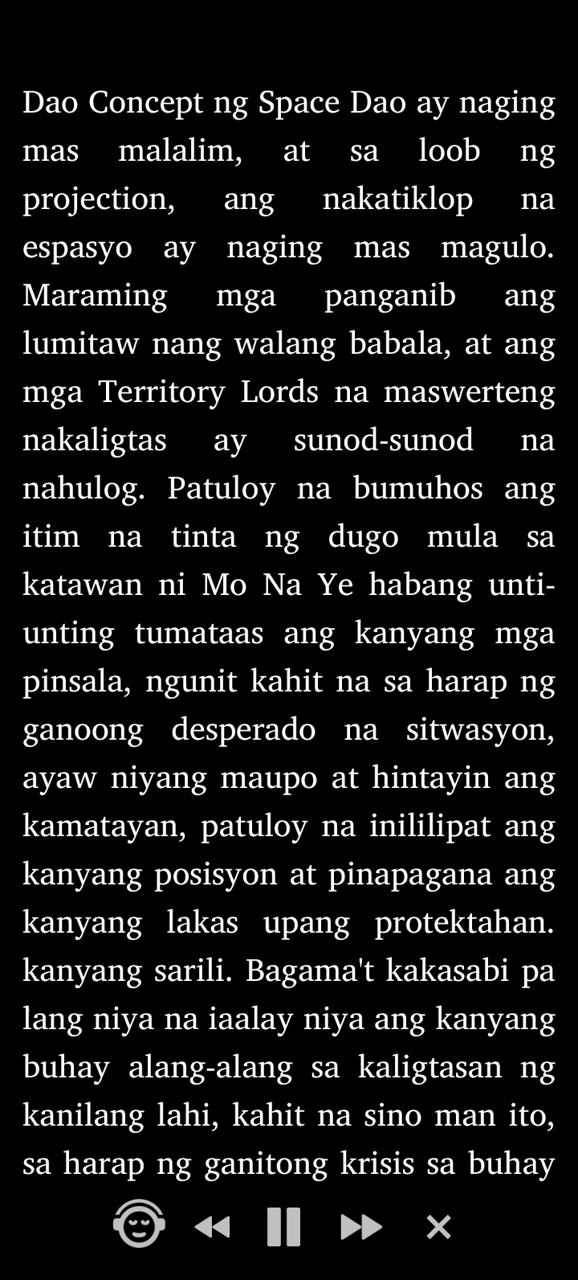 Dao Concept ng Space Dao ay naging
mas malalim, at sa loob ng
projection, ang nakatiklop na
espasyo ay naging mas magulo.
Maraming mga panganib ang
lumitaw nang walang babala, at ang
mga Territory Lords na maswerteng
nakaligtas ay sunod-sunod na
nahulog. Patuloy na bumuhos ang
itim na tinta ng dugo mula sa
katawan ni Mo Na Ye habang unti-
unting tumataas ang kanyang mga
pinsala, ngunit kahit na sa harap ng
ganoong desperado na sitwasyon,
ayaw niyang maupo at hintayin ang
kamatayan, patuloy na inililipat ang
kanyang posisyon at pinapagana ang
kanyang lakas upang protektahan.
kanyang sarili. Bagama't kakasabi pa
lang niya na iaalay niya ang kanyang
buhay alang-alang sa kaligtasan ng
kanilang lahi, kahit na sino man ito,
sa harap ng ganitong krisis sa buhay